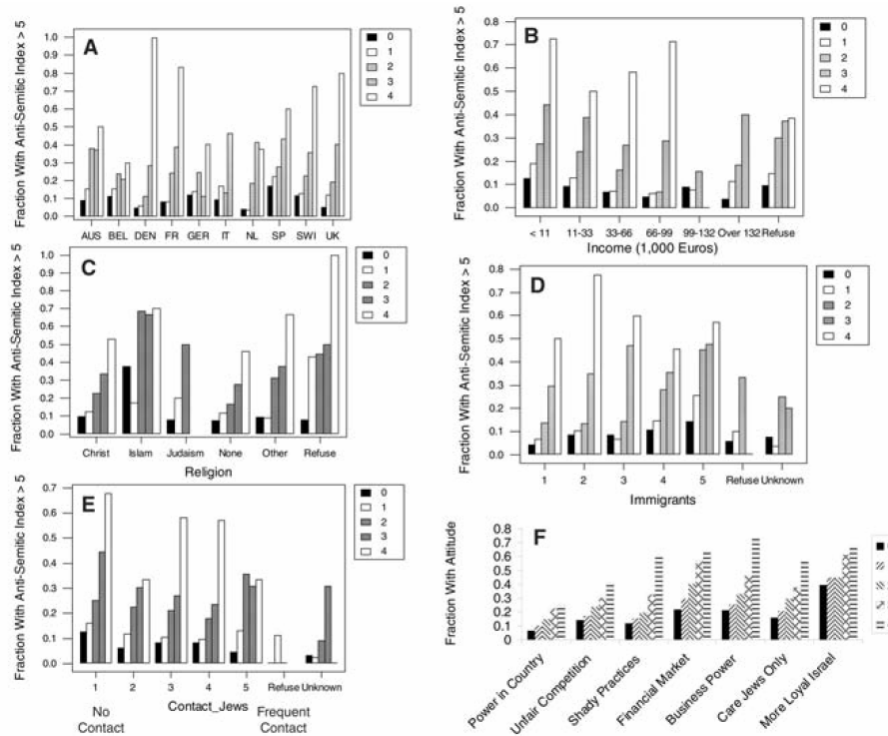 A
Fraction With Anti-Semitic Index > 5
1.0
0.9
0.8
0.7
0.6
0.5
0.4
0.3
0.2
0.1
0.0
AUS BEL DEN FR GER IT NL SP SWI UK
0
1
2
3
4
B
Fraction With Anti-Semitic Index > 5
0.8
0.7
0.6
0.5
0.4
0.3
0.2
0.1
0.0
< 11 11-33 33-66 66-99 99-132 Over 132 Refuse
Income (1,000 Euros)
0
1
2
3
4
C
Fraction With Anti-Semitic Index > 5
1.0
0.9
0.8
0.7
0.6
0.5
0.4
0.3
0.2
0.1
0.0
Christ Islam Judaism None Other Refuse
Religion
0
1
2
3
4
D
Fraction With Anti-Semitic Index > 5
0.8
0.7
0.6
0.5
0.4
0.3
0.2
0.1
0.0
1 2 3 4 5 Refuse Unknown
Immigrants
0
1
2
3
4
E
Fraction With Anti-Semitic Index > 5
0.7
0.6
0.5
0.4
0.3
0.2
0.1
0.0
1 2 3 4 5 Refuse Unknown
Contact_Jews
No Contact
Frequent Contact
0
1
2
3
4
F
Fraction With Attitude
0.8
0.7
0.6
0.5
0.4
0.3
0.2
0.1
0
Power in Country
Unfair Competition
Shady Practices
Financial Market
Business Power
Care Jews Only
More Loyal Israel